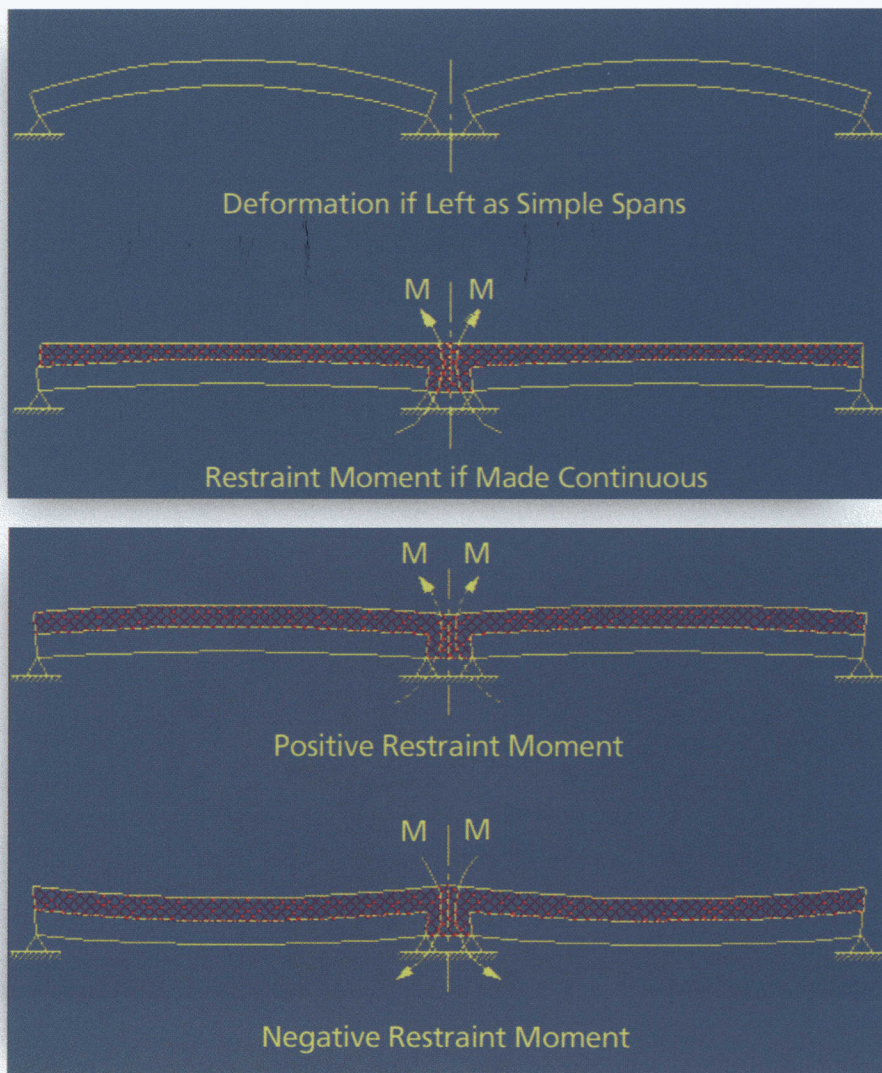 Deformation if Left as Simple Spans
M M
Restraint Moment if Made Continuous
M M
Positive Restraint Moment
M M
Negative Restraint Moment